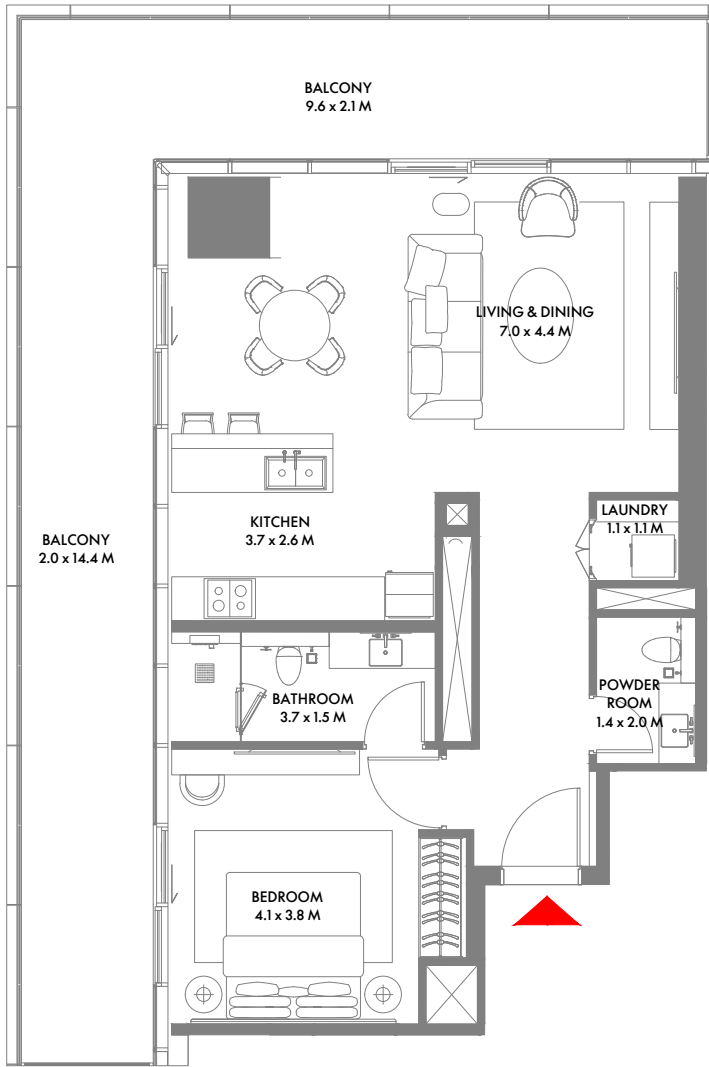 BALCONY
9.6 x 2.1 M
LIVING & DINING
7.0 x 4.4 M
KITCHEN
3.7 x 2.6 M
LAUNDRY
1.1 x 1.1 M
BALCONY
2.0 x 14.4 M
BATHROOM
3.7 x 1.5 M
POWDER
ROOM
1.4 x 2.0 M
BEDROOM
4.1 x 3.8 M